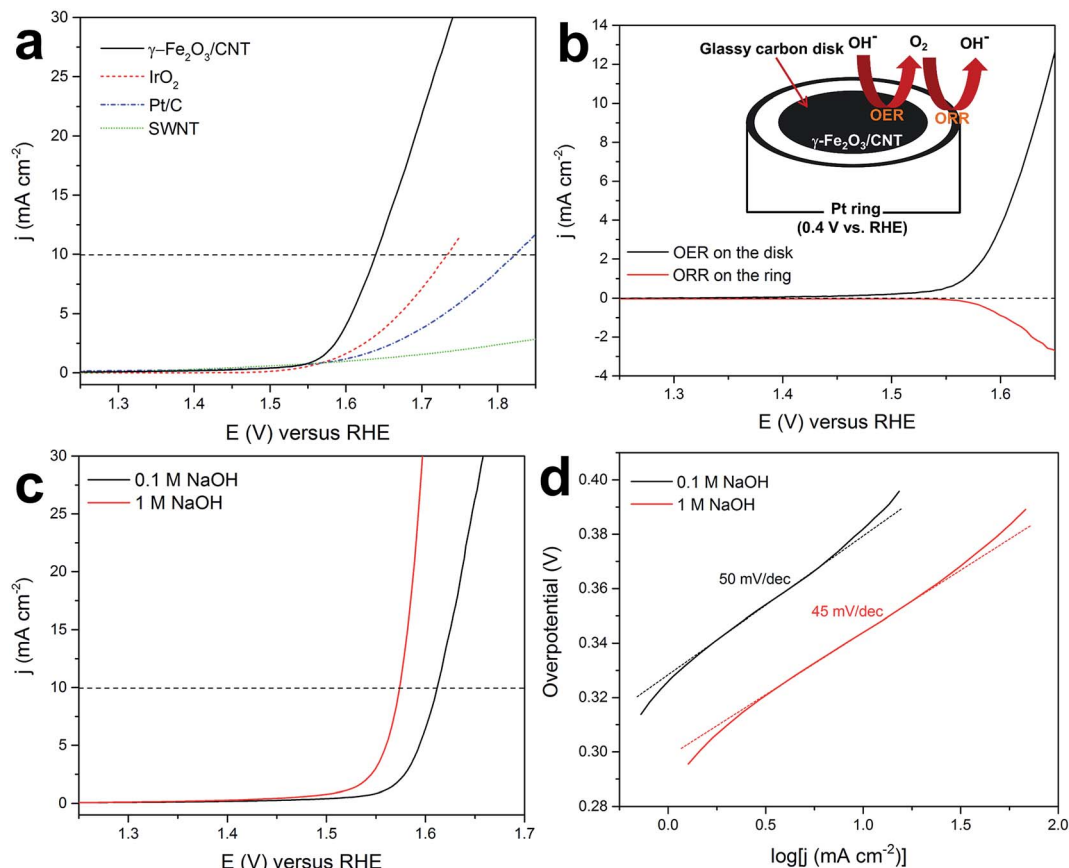 a
γ–Fe₂O₃/CNT
IrO₂
Pt/C
SWNT
30
25
20
15
10
5
0
j (mA cm⁻²)
1.3 1.4 1.5 1.6 1.7 1.8
E (V) versus RHE
b
Glassy carbon disk
OH⁻ O₂ OH⁻
OER ORR
γ-Fe₂O₃/CNT
Pt ring
(0.4 V vs. RHE)
OER on the disk
ORR on the ring
14
12
10
8
6
4
2
0
-2
-4
j (mA cm⁻²)
1.3 1.4 1.5 1.6
E (V) versus RHE
c
0.1 M NaOH
1 M NaOH
30
25
20
15
10
5
0
j (mA cm⁻²)
1.3 1.4 1.5 1.6 1.7
E (V) versus RHE
d
0.1 M NaOH
1 M NaOH
50 mV/dec
45 mV/dec
0.40
0.38
0.36
0.34
0.32
0.30
0.28
Overpotential (V)
0.0 0.5 1.0 1.5 2.0
log[j (mA cm⁻²)]